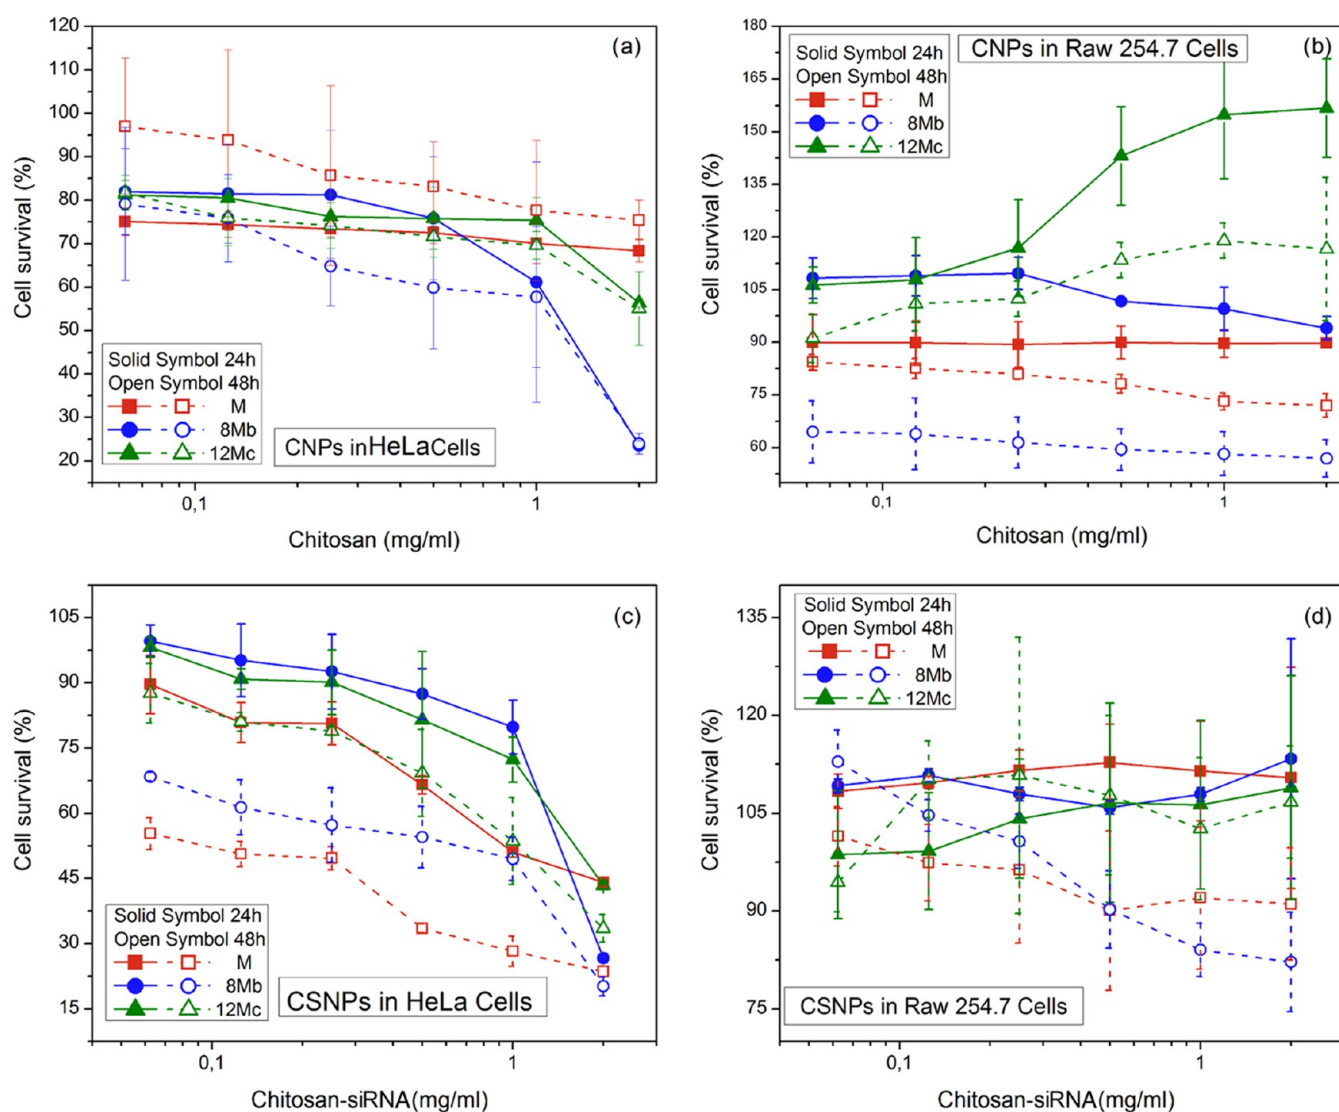 120
110
100
90
80
70
60
50
40
30
20
Cell survival (%)
(a)
Solid Symbol 24h
Open Symbol 48h
M
8Mb
12Mc
CNPs inHeLaCells
0,1
1
Chitosan (mg/ml)
180
165
150
135
120
105
90
75
60
Cell survival (%)
(b)
CNPs in Raw 254.7 Cells
Solid Symbol 24h
Open Symbol 48h
M
8Mb
12Mc
0,1
1
Chitosan (mg/ml)
105
90
75
60
45
30
15
Cell survival (%)
(c)
Solid Symbol 24h
Open Symbol 48h
M
8Mb
12Mc
CSNPs in HeLa Cells
0,1
1
Chitosan-siRNA(mg/ml)
135
120
105
90
75
Cell survival (%)
(d)
Solid Symbol 24h
Open Symbol 48h
M
8Mb
12Mc
CSNPs in Raw 254.7 Cells
0,1
1
Chitosan-siRNA(mg/ml)